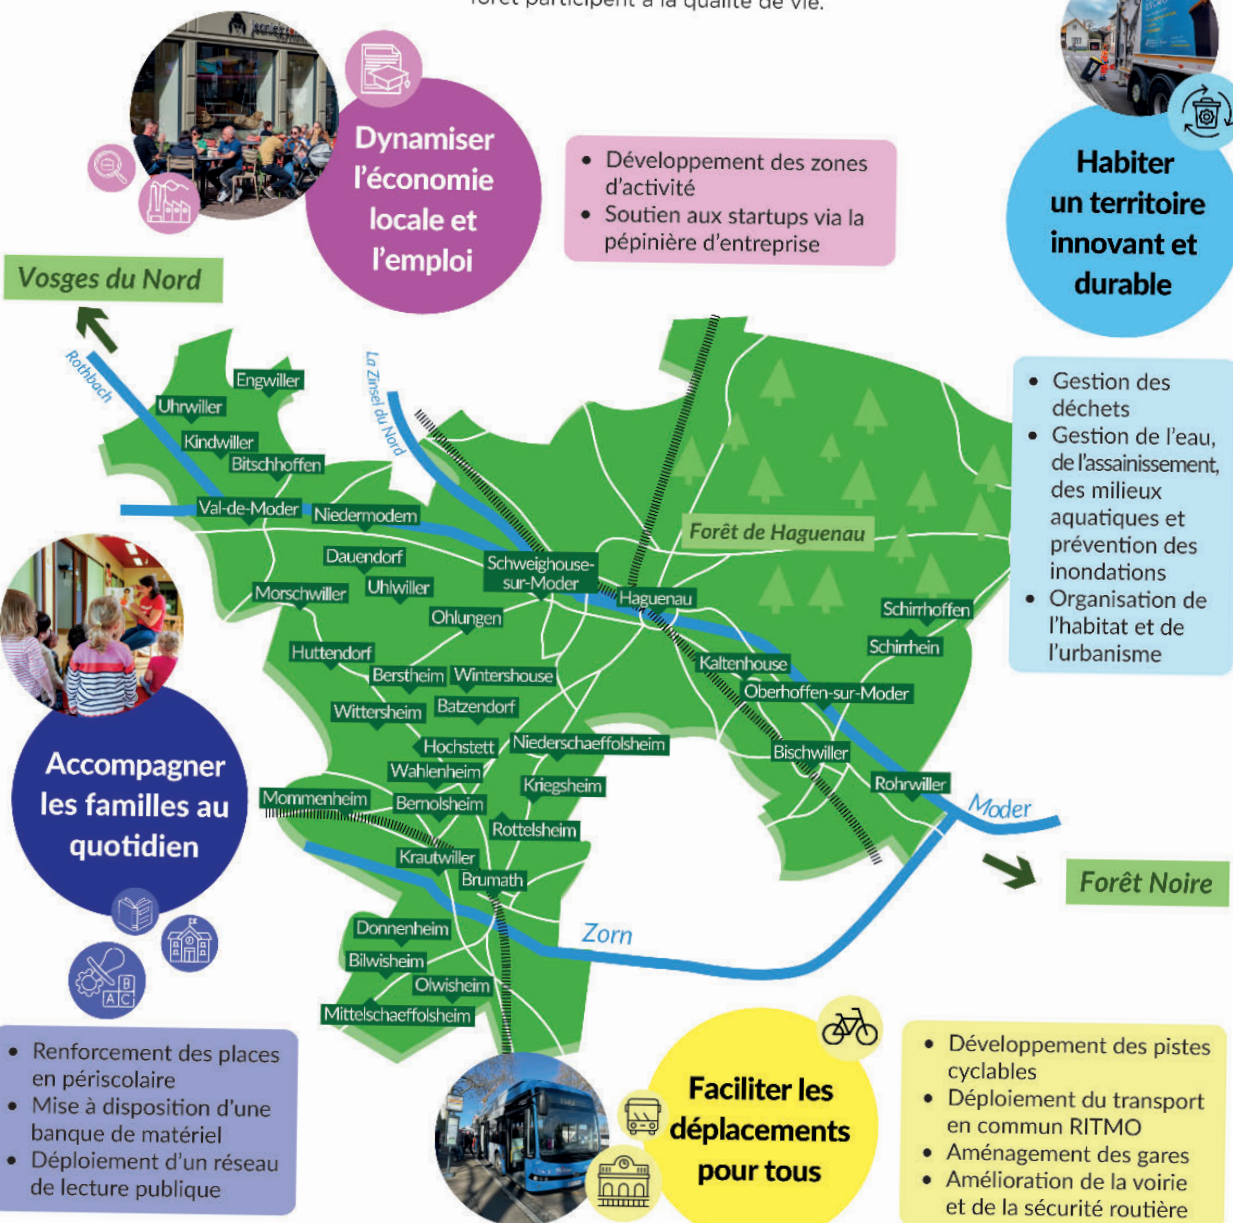 forêt participent à la qualité de vie.
Dynamiser
l'économie
locale et
l'emploi
• Développement des zones
d'activité
• Soutien aux startups via la
pépinière d'entreprise
Habiter
un territoire
innovant et
durable
• Gestion des
déchets
• Gestion de l'eau,
de l'assainissement,
des milieux
aquatiques et
prévention des
inondations
• Organisation de
l'habitat et de
l'urbanisme
Vosges du Nord
Rothbach
La Zinsel du Nord
Engwiller
Uhrwiller
Kindwiller
Bitschhoffen
Val-de-Moder
Niedermodern
Forêt de Haguenau
Dauendorf
Schweighouse-
sur-Moder
Morschwiller
Uhlwiller
Haguenau
Ohlungen
Schirrhoffen
Schirrhein
Huttendorf
Berstheim
Wintershouse
Kaltenhouse
Oberhoffen-sur-Moder
Wittersheim
Batzendorf
Hochstett
Niederschaeffolsheim
Bischwiller
Wahlenheim
Kriegsheim
Rohrwiller
Mommenheim
Bernolsheim
Moder
Rottelsheim
Krautwiller
Brumath
Forêt Noire
Donnenheim
Zorn
Bilwisheim
Olwisheim
Mittelschaeffolsheim
Accompagner
les familles au
quotidien
A B C
• Renforcement des places
en périscolaire
• Mise à disposition d'une
banque de matériel
• Déploiement d'un réseau
de lecture publique
Faciliter les
déplacements
pour tous
• Développement des pistes
cyclables
• Déploiement du transport
en commun RITMO
• Aménagement des gares
• Amélioration de la voirie
et de la sécurité routière